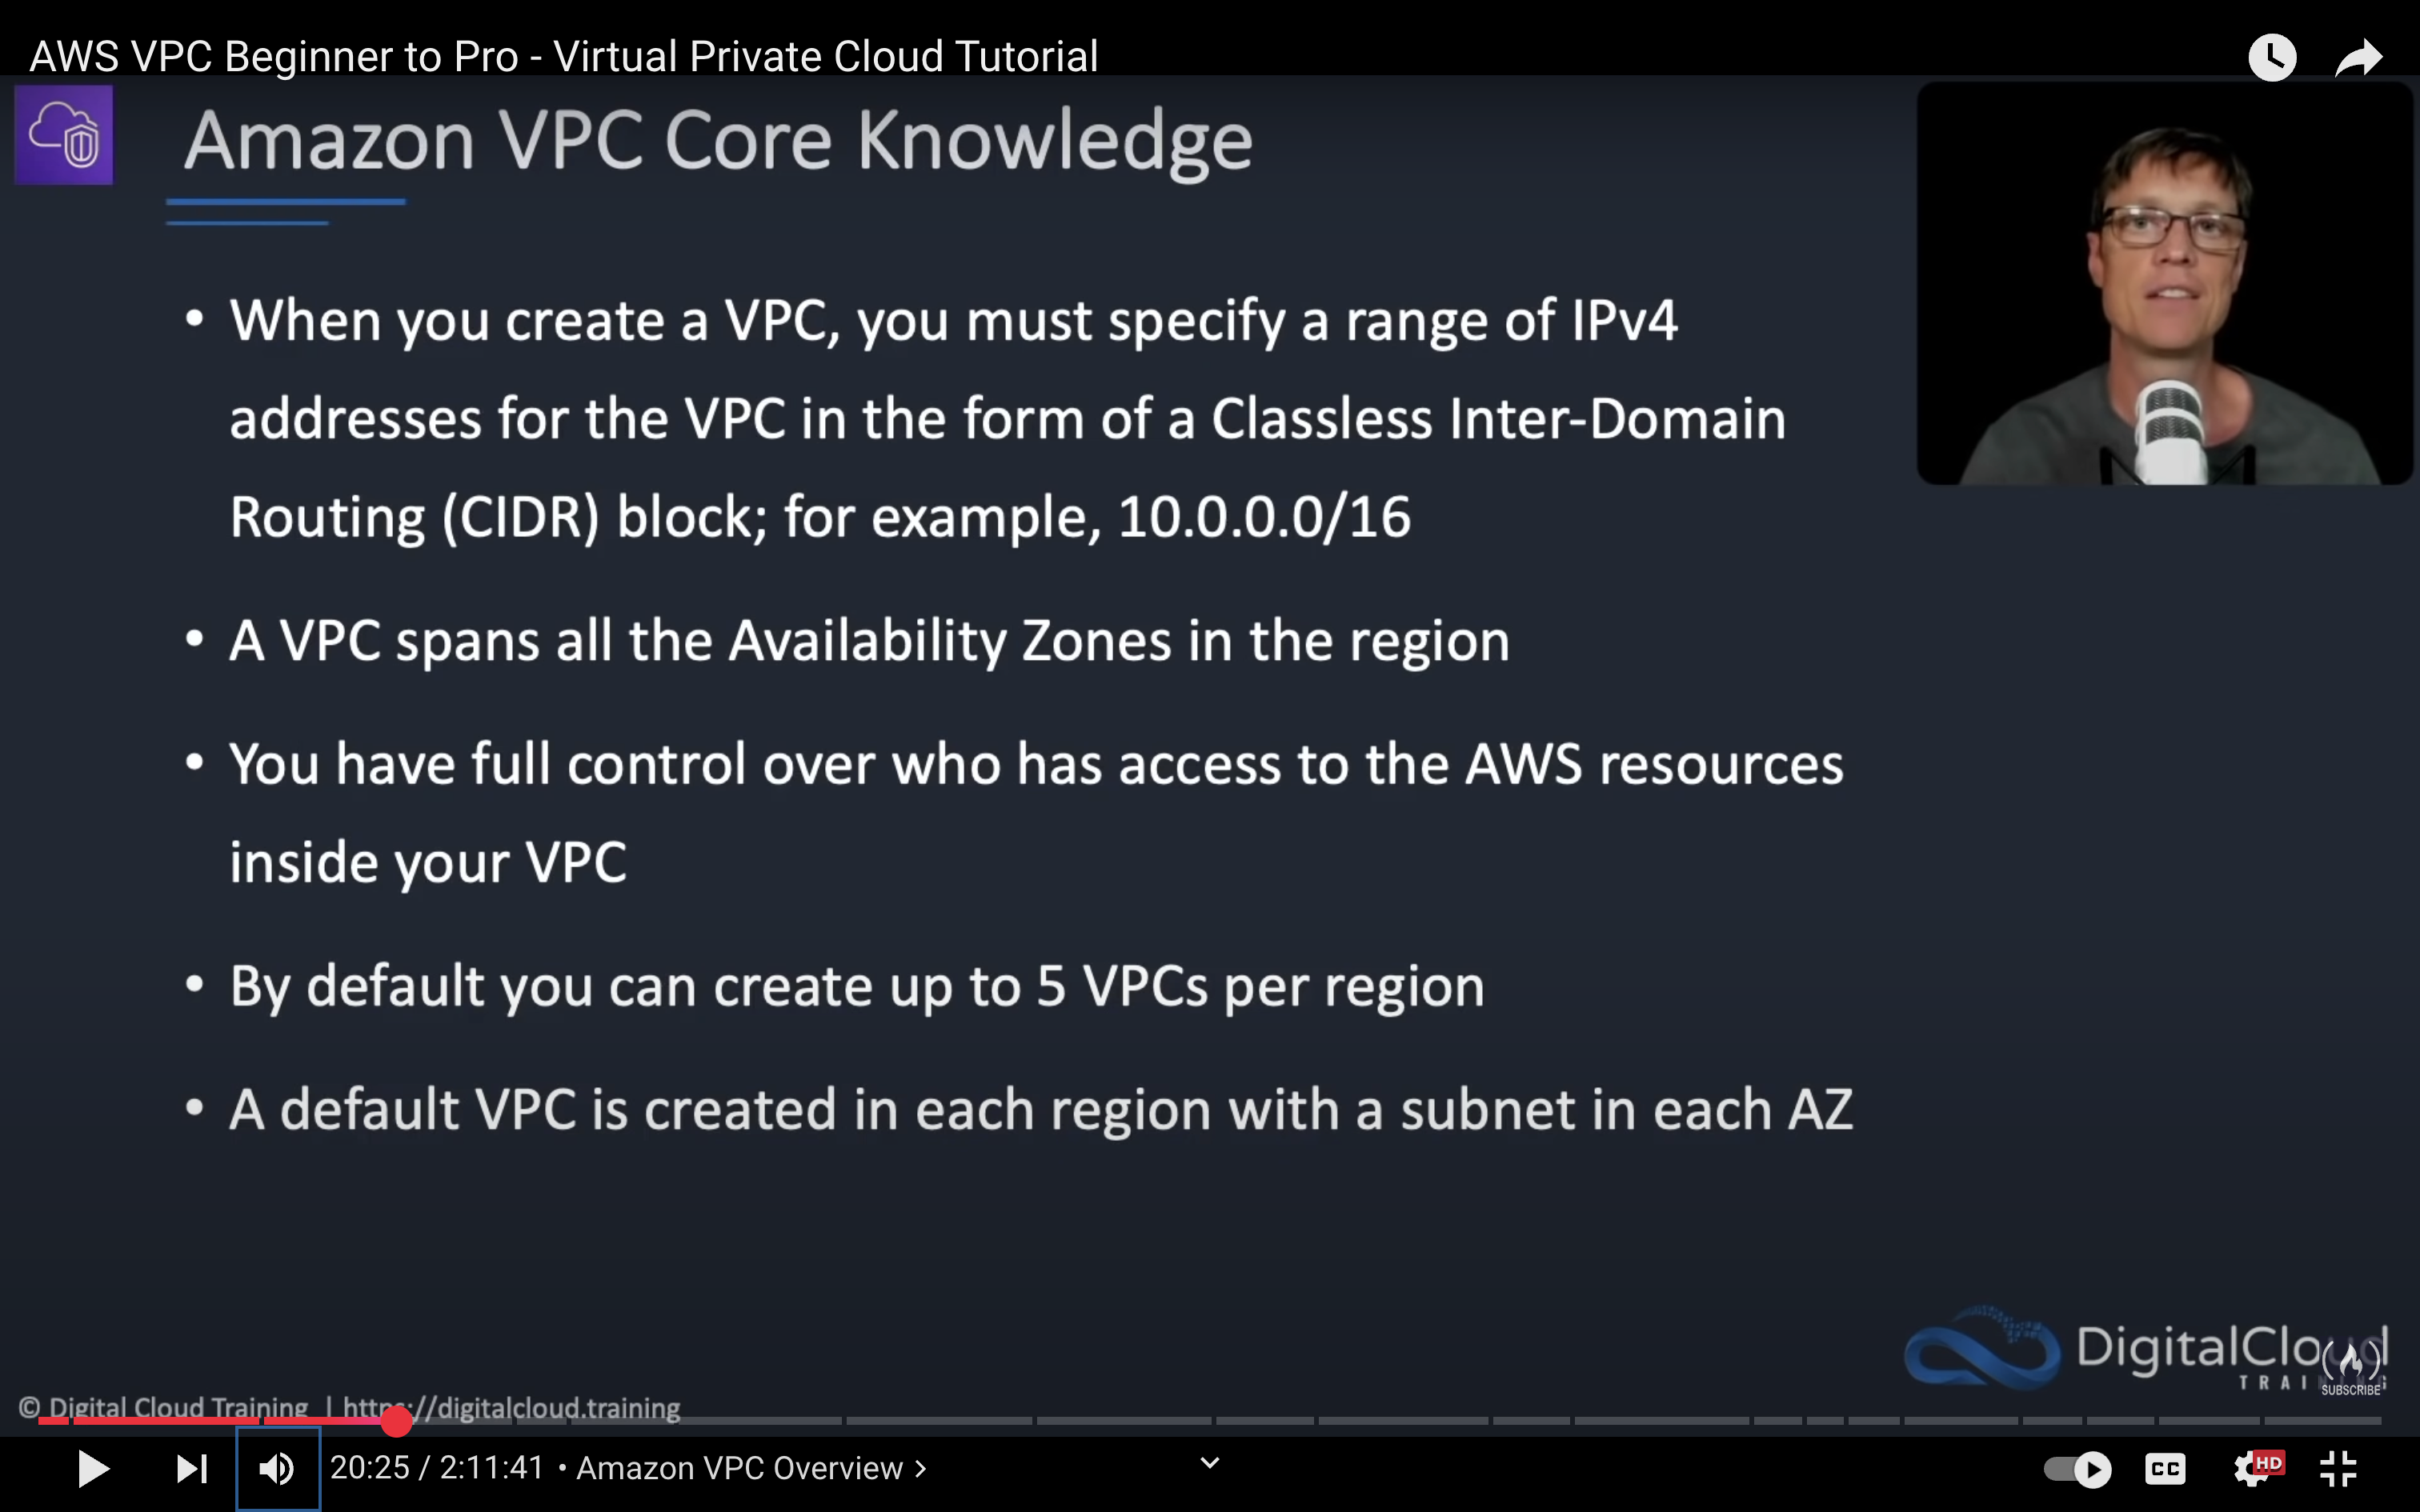 AWS VPC Beginner to Pro - Virtual Private Cloud Tutorial
Amazon VPC Core Knowledge
• When you create a VPC, you must specify a range of IPv4
addresses for the VPC in the form of a Classless Inter-Domain
Routing (CIDR) block; for example, 10.0.0.0/16
• A VPC spans all the Availability Zones in the region
• You have full control over who has access to the AWS resources
inside your VPC
• By default you can create up to 5 VPCs per region
• A default VPC is created in each region with a subnet in each AZ
DigitalCloud
TRAINING
SUBSCRIBE
© Digital Cloud Training | https://digitalcloud.training
20:25 / 2:11:41 • Amazon VPC Overview >
CC
HD